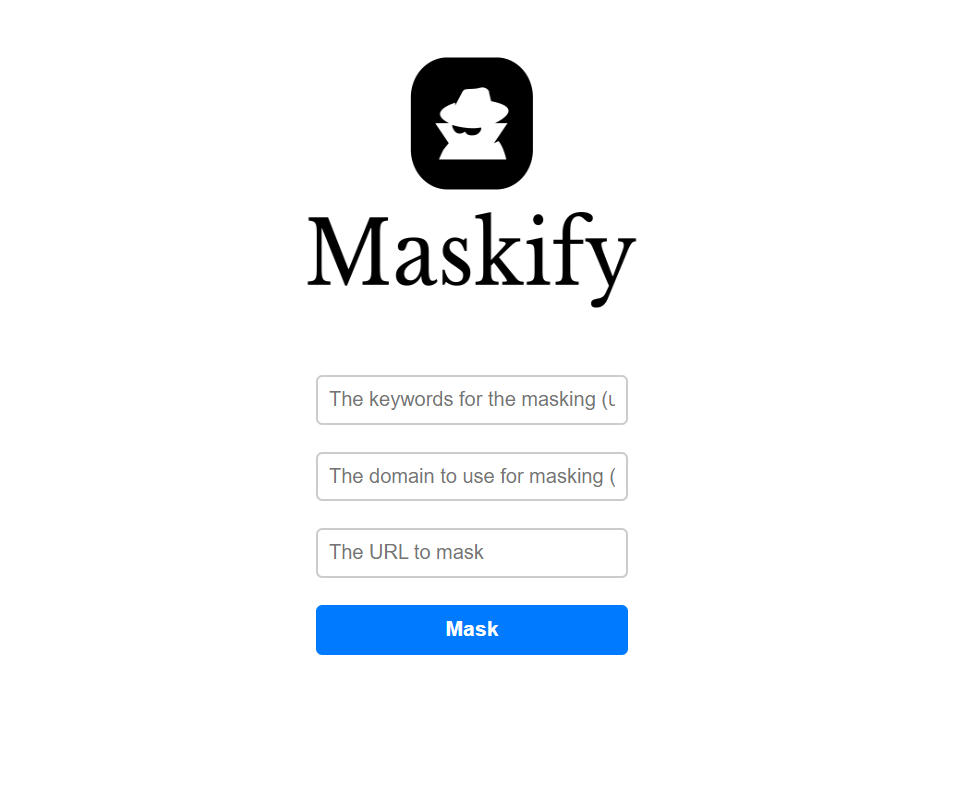 Maskify
The keywords for the masking (
The domain to use for masking (
The URL to mask
Mask